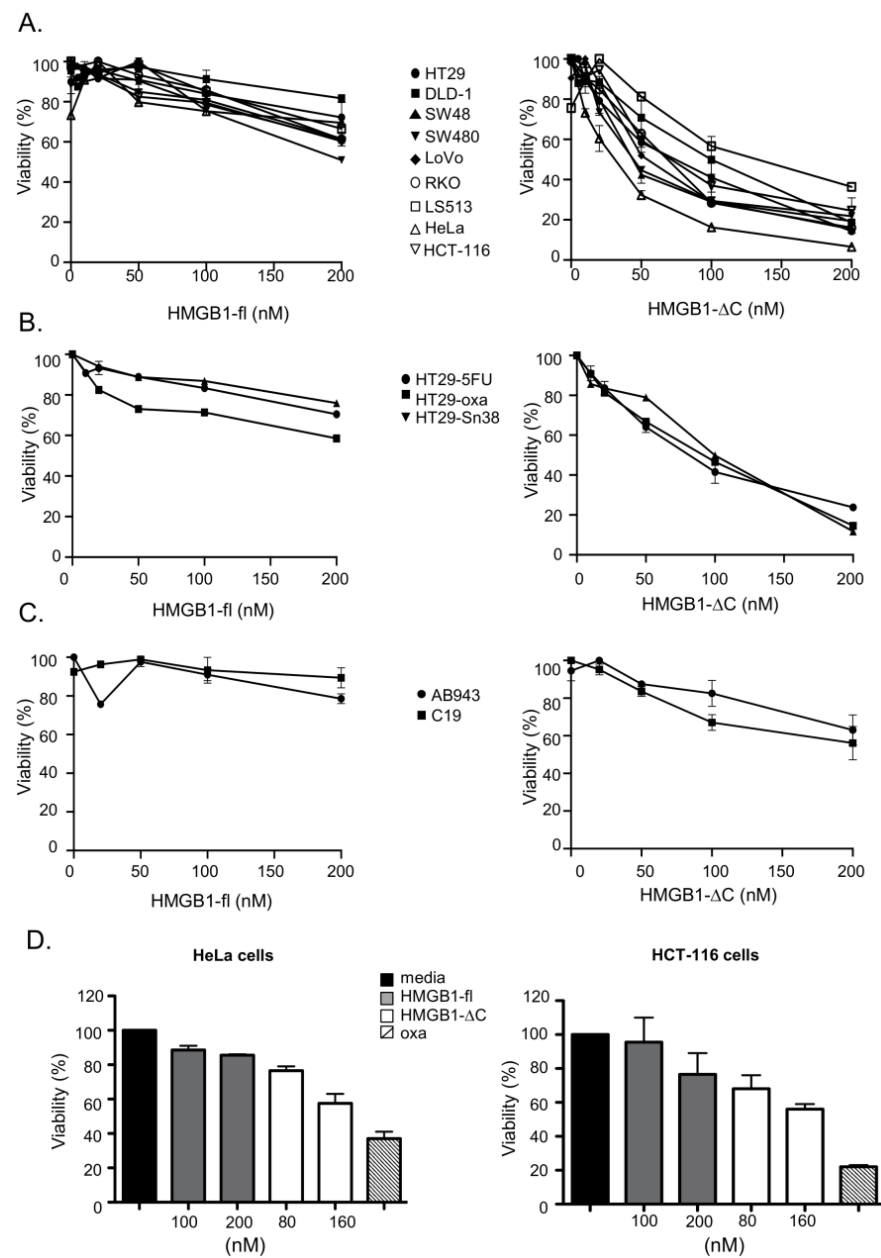 A.
Viability (%)
100
80
60
40
20
0
0 50 100 150 200
HMGB1-fl (nM)
HT29
DLD-1
SW48
SW480
LoVo
RKO
LS513
HeLa
HCT-116
Viability (%)
100
80
60
40
20
0
0 50 100 150 200
HMGB1-ΔC (nM)
B.
Viability (%)
100
80
60
40
20
0
0 50 100 150 200
HMGB1-fl (nM)
HT29-5FU
HT29-oxa
HT29-Sn38
Viability (%)
100
80
60
40
20
0
0 50 100 150 200
HMGB1-ΔC (nM)
C.
Viability (%)
100
80
60
40
20
0
0 50 100 150 200
HMGB1-fl (nM)
AB943
C19
Viability (%)
100
80
60
40
20
0
0 50 100 150 200
HMGB1-ΔC (nM)
D.
HeLa cells
Viability (%)
120
100
80
60
40
20
0
100 200 80 160
(nM)
media
HMGB1-fl
HMGB1-ΔC
oxa
HCT-116 cells
Viability (%)
120
100
80
60
40
20
0
100 200 80 160
(nM)